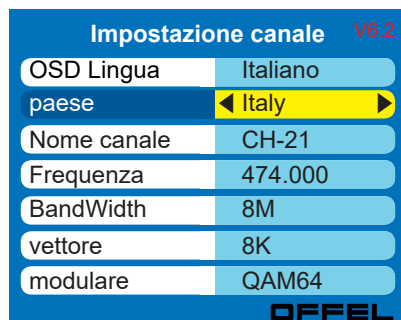 Impostazione canale V6.2
OSD Lingua Italiano
paese Italy
Nome canale CH-21
Frequenza 474.000
BandWidth 8M
vettore 8K
modulare QAM64
OFFEL